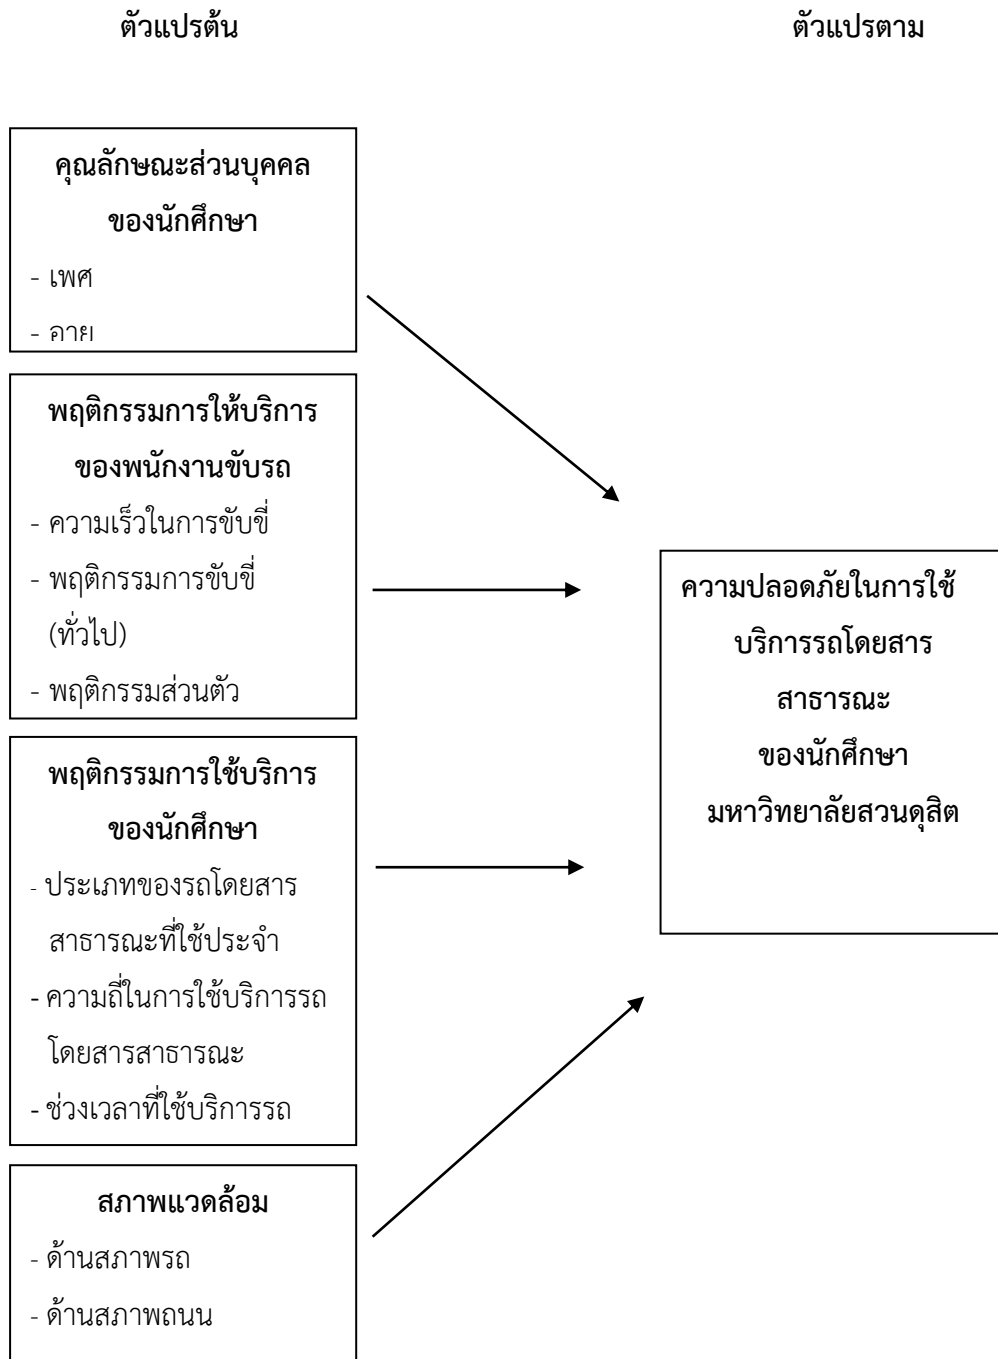 ตัวแปรต้น
ตัวแปรตาม
คุณลักษณะส่วนบุคคล
ของนักศึกษา
- เพศ
- อายุ
พฤติกรรมการให้บริการ
ของพนักงานขับรถ
- ความเร็วในการขับขี่
- พฤติกรรมการขับขี่
(ทั่วไป)
- พฤติกรรมส่วนตัว
พฤติกรรมการใช้บริการ
ของนักศึกษา
- ประเภทของรถโดยสาร
สาธารณะที่ใช้ประจำ
- ความถี่ในการใช้บริการรถ
โดยสารสาธารณะ
- ช่วงเวลาที่ใช้บริการรถ
สภาพแวดล้อม
- ด้านสภาพรถ
- ด้านสภาพถนน
ความปลอดภัยในการใช้
บริการรถโดยสาร
สาธารณะ
ของนักศึกษา
มหาวิทยาลัยสวนดุสิต